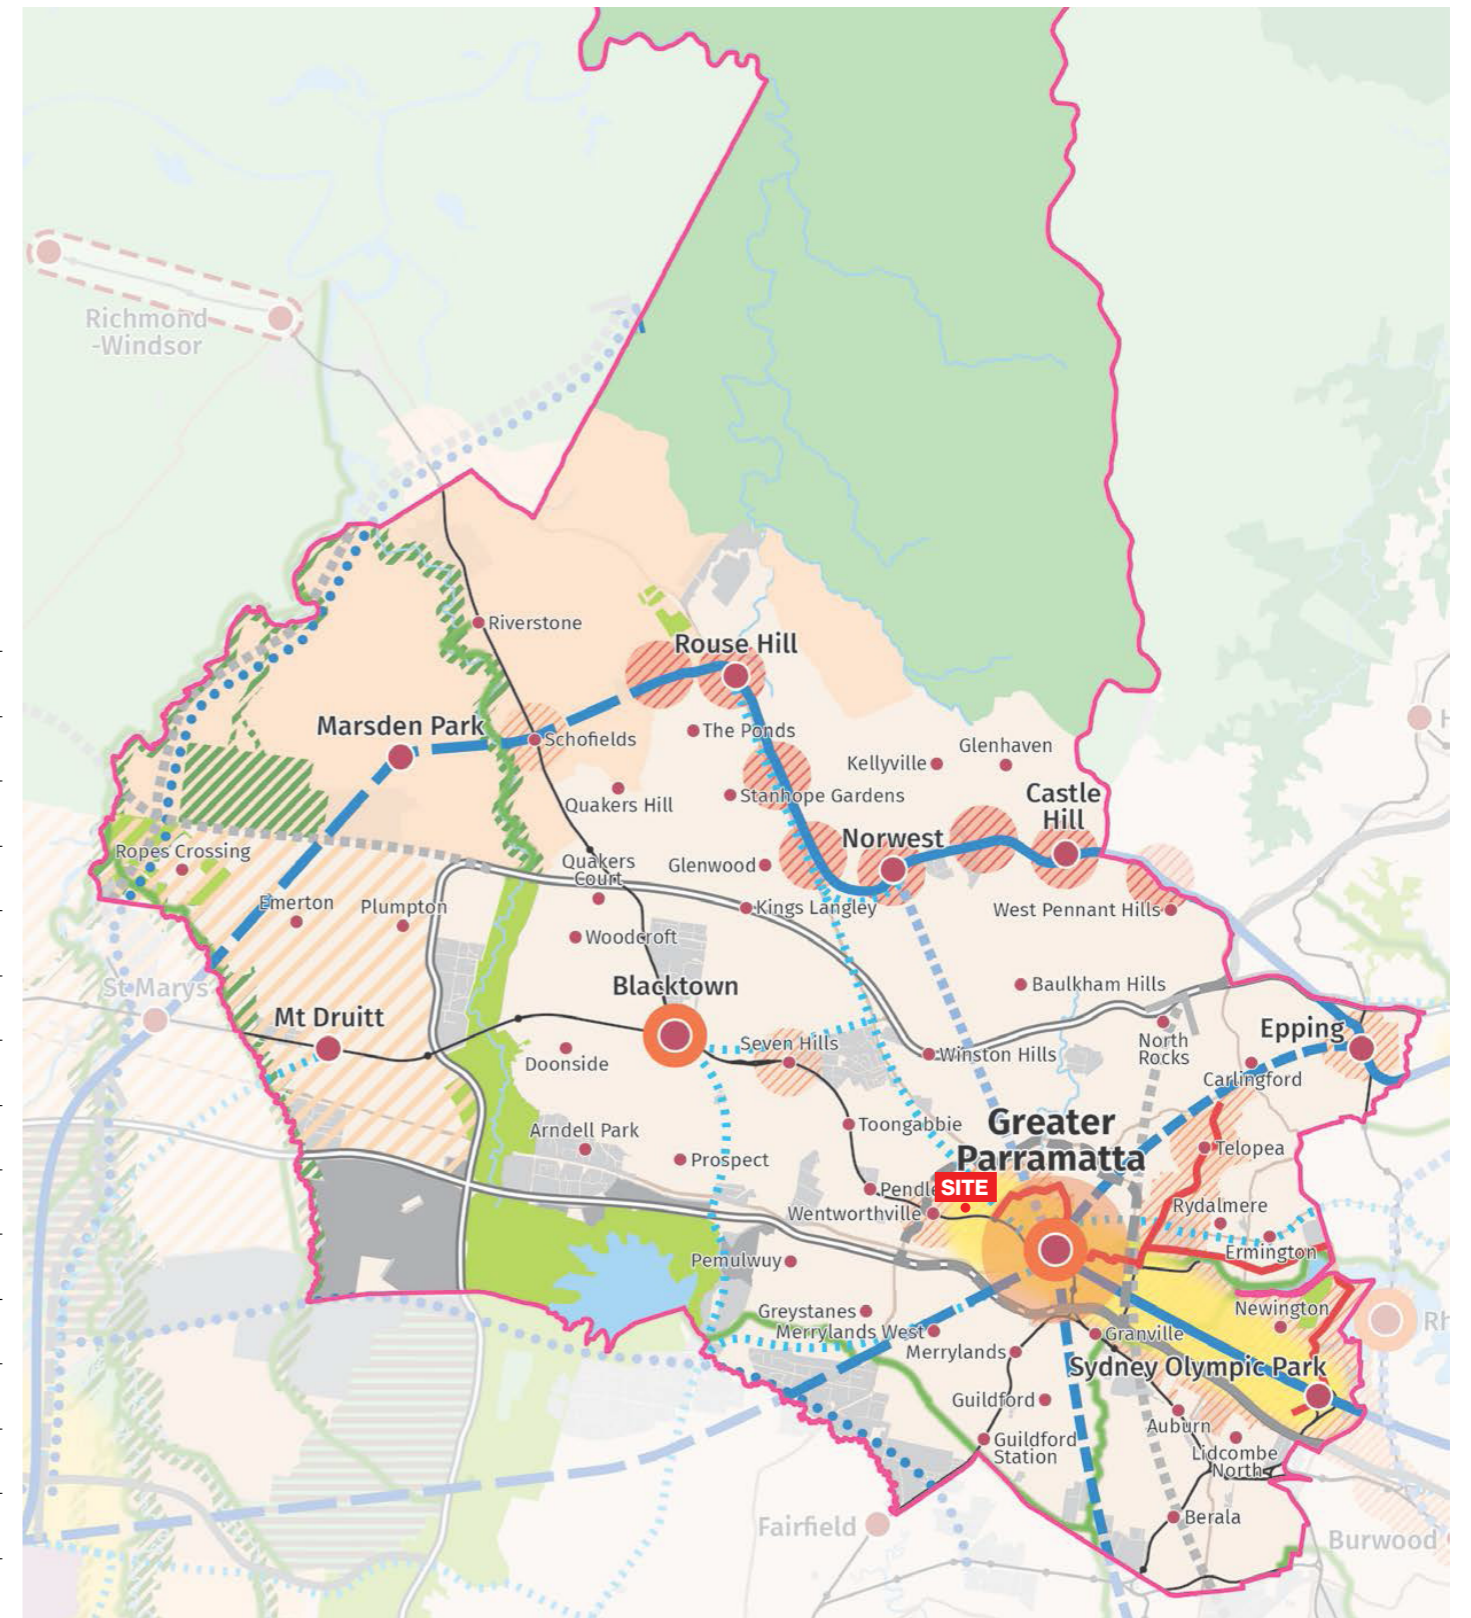 Richmond
-Windsor
Riverstone
Rouse Hill
Marsden Park
Schofields
The Ponds
Glenhaven
Kellyville
Quakers Hill
Stanhope Gardens
Castle
Hill
Norwest
Ropes Crossing
Quakers
Court
Glenwood
Emerton
Plumpton
Kings Langley
West Pennant Hills
Woodcroft
St Marys
Blacktown
Baulkham Hills
Mt Druitt
Epping
Seven Hills
North
Rocks
Doonside
Winston Hills
Carlingford
Greater
Parramatta
Arndell Park
Toongabbie
Telopea
Prospect
Pendle
SITE
Wentworthville
Rydalmere
Ermington
Pemulwuy
Newington
Greystanes
Merrylands West
Granville
Merrylands
Sydney Olympic Park
Guildford
Auburn
Guildford
Station
Lidcombe
North
Berala
Fairfield
Burwood
H
Rh